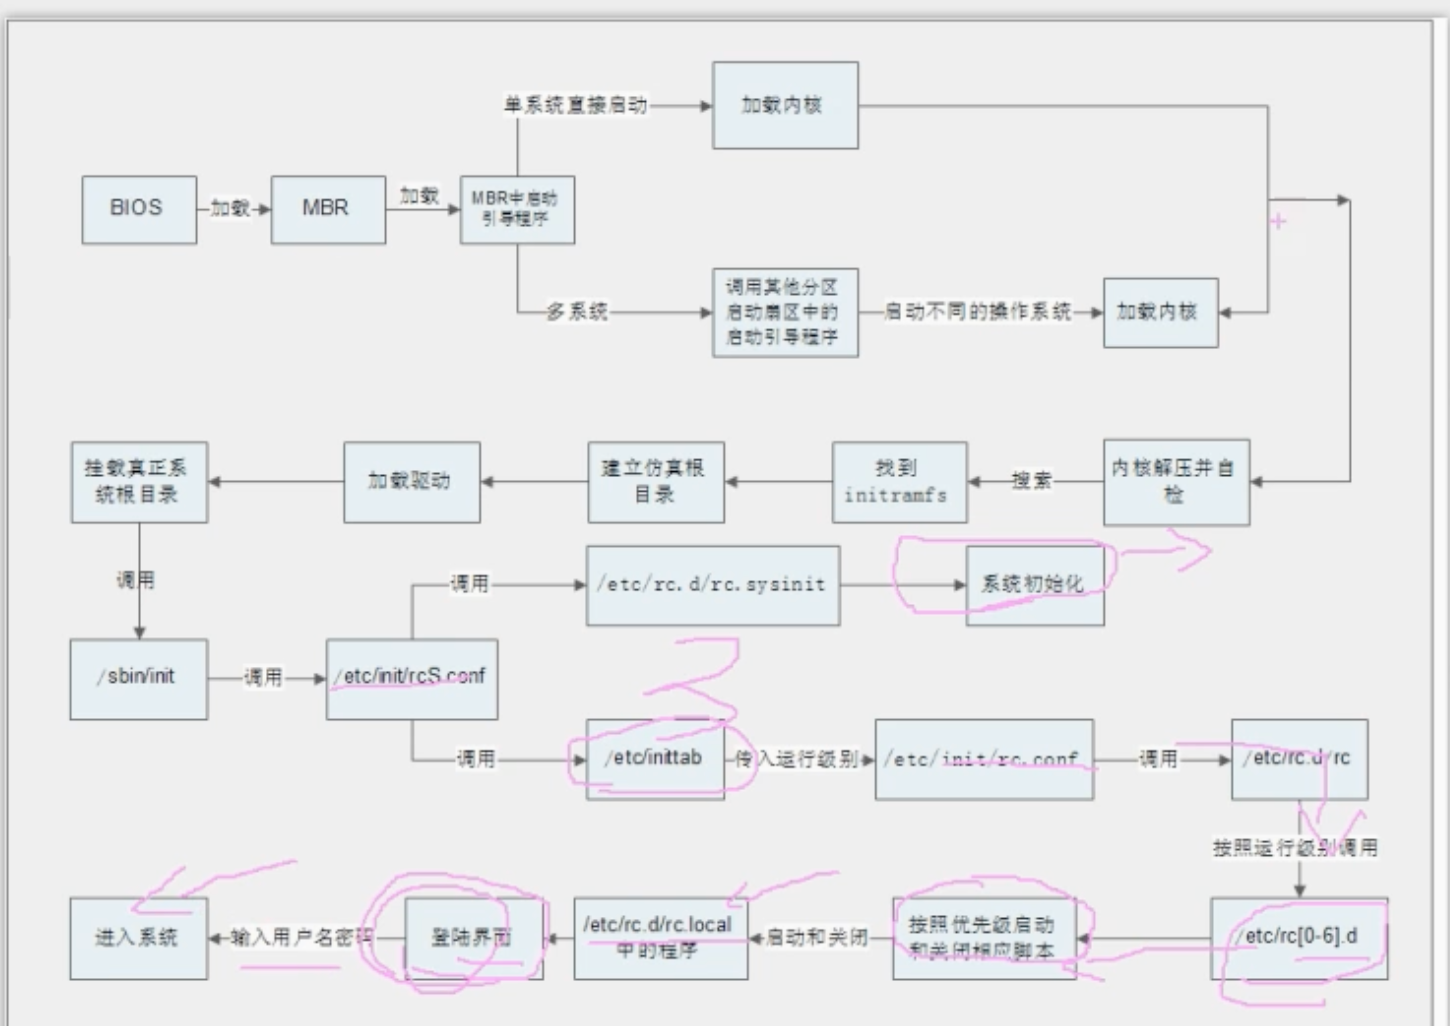 单系统直接启动
加载内核
BIOS
加载
MBR
加载
MBR中启动
引导程序
多系统
调用其他分区
启动扇区中的
启动引导程序
启动不同的操作系统
加载内核
挂载真正系
统根目录
加载驱动
建立仿真根
目录
找到
initramfs
搜索
内核解压并自
检
调用
调用
/etc/rc.d/rc.sysinit
系统初始化
/sbin/init
调用
/etc/init/rcS.conf
调用
/etc/inittab
传入运行级别
/etc/init/rc.conf
调用
/etc/rc.d/rc
按照运行级别调用
进入系统
输入用户名密码
登陆界面
/etc/rc.d/rc.local
中的程序
启动和关闭
按照优先级启动
和关闭相应脚本
/etc/rc[0-6].d